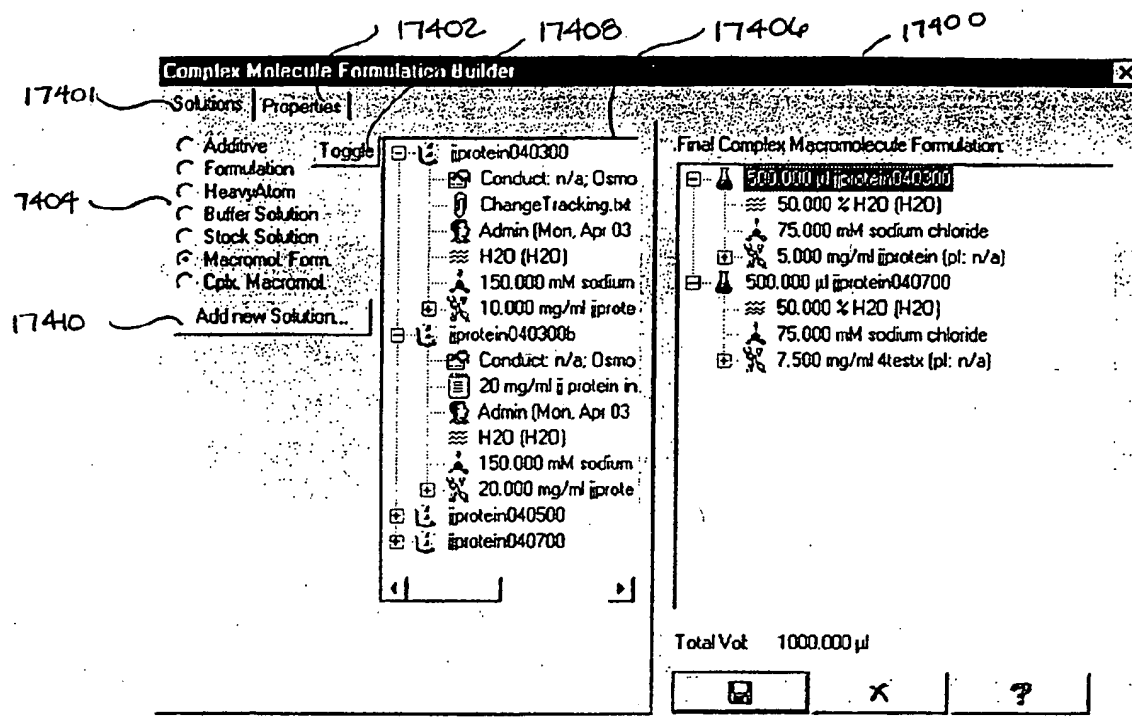 17402
17408
17406
17400
Complex Molecule Formulation Builder
17401
Solutions
Properties
Additive
Formulation
HeavyAtom
Buffer Solution
Stock Solution
Macromol. Form.
Cplx. Macromol.
Toggle
7404
17410
Add new Solution...
jjprotein040300
Conduct: n/a; Osmo
ChangeTracking.txt
Admin (Mon, Apr 03
H2O (H2O)
150.000 mM sodium
10.000 mg/ml jjprote
jjprotein040300b
Conduct: n/a; Osmo
20 mg/ml jj protein in
Admin (Mon, Apr 03
H2O (H2O)
150.000 mM sodium
20.000 mg/ml jjprote
jjprotein040500
jjprotein040700
Final Complex Macromolecule Formulation:
500.000 µl jjprotein040300
50.000 % H2O (H2O)
75.000 mM sodium chloride
5.000 mg/ml jjprotein (pI: n/a)
500.000 µl jjprotein040700
50.000 % H2O (H2O)
75.000 mM sodium chloride
7.500 mg/ml 4testx (pI: n/a)
Total Vol: 1000.000 µl